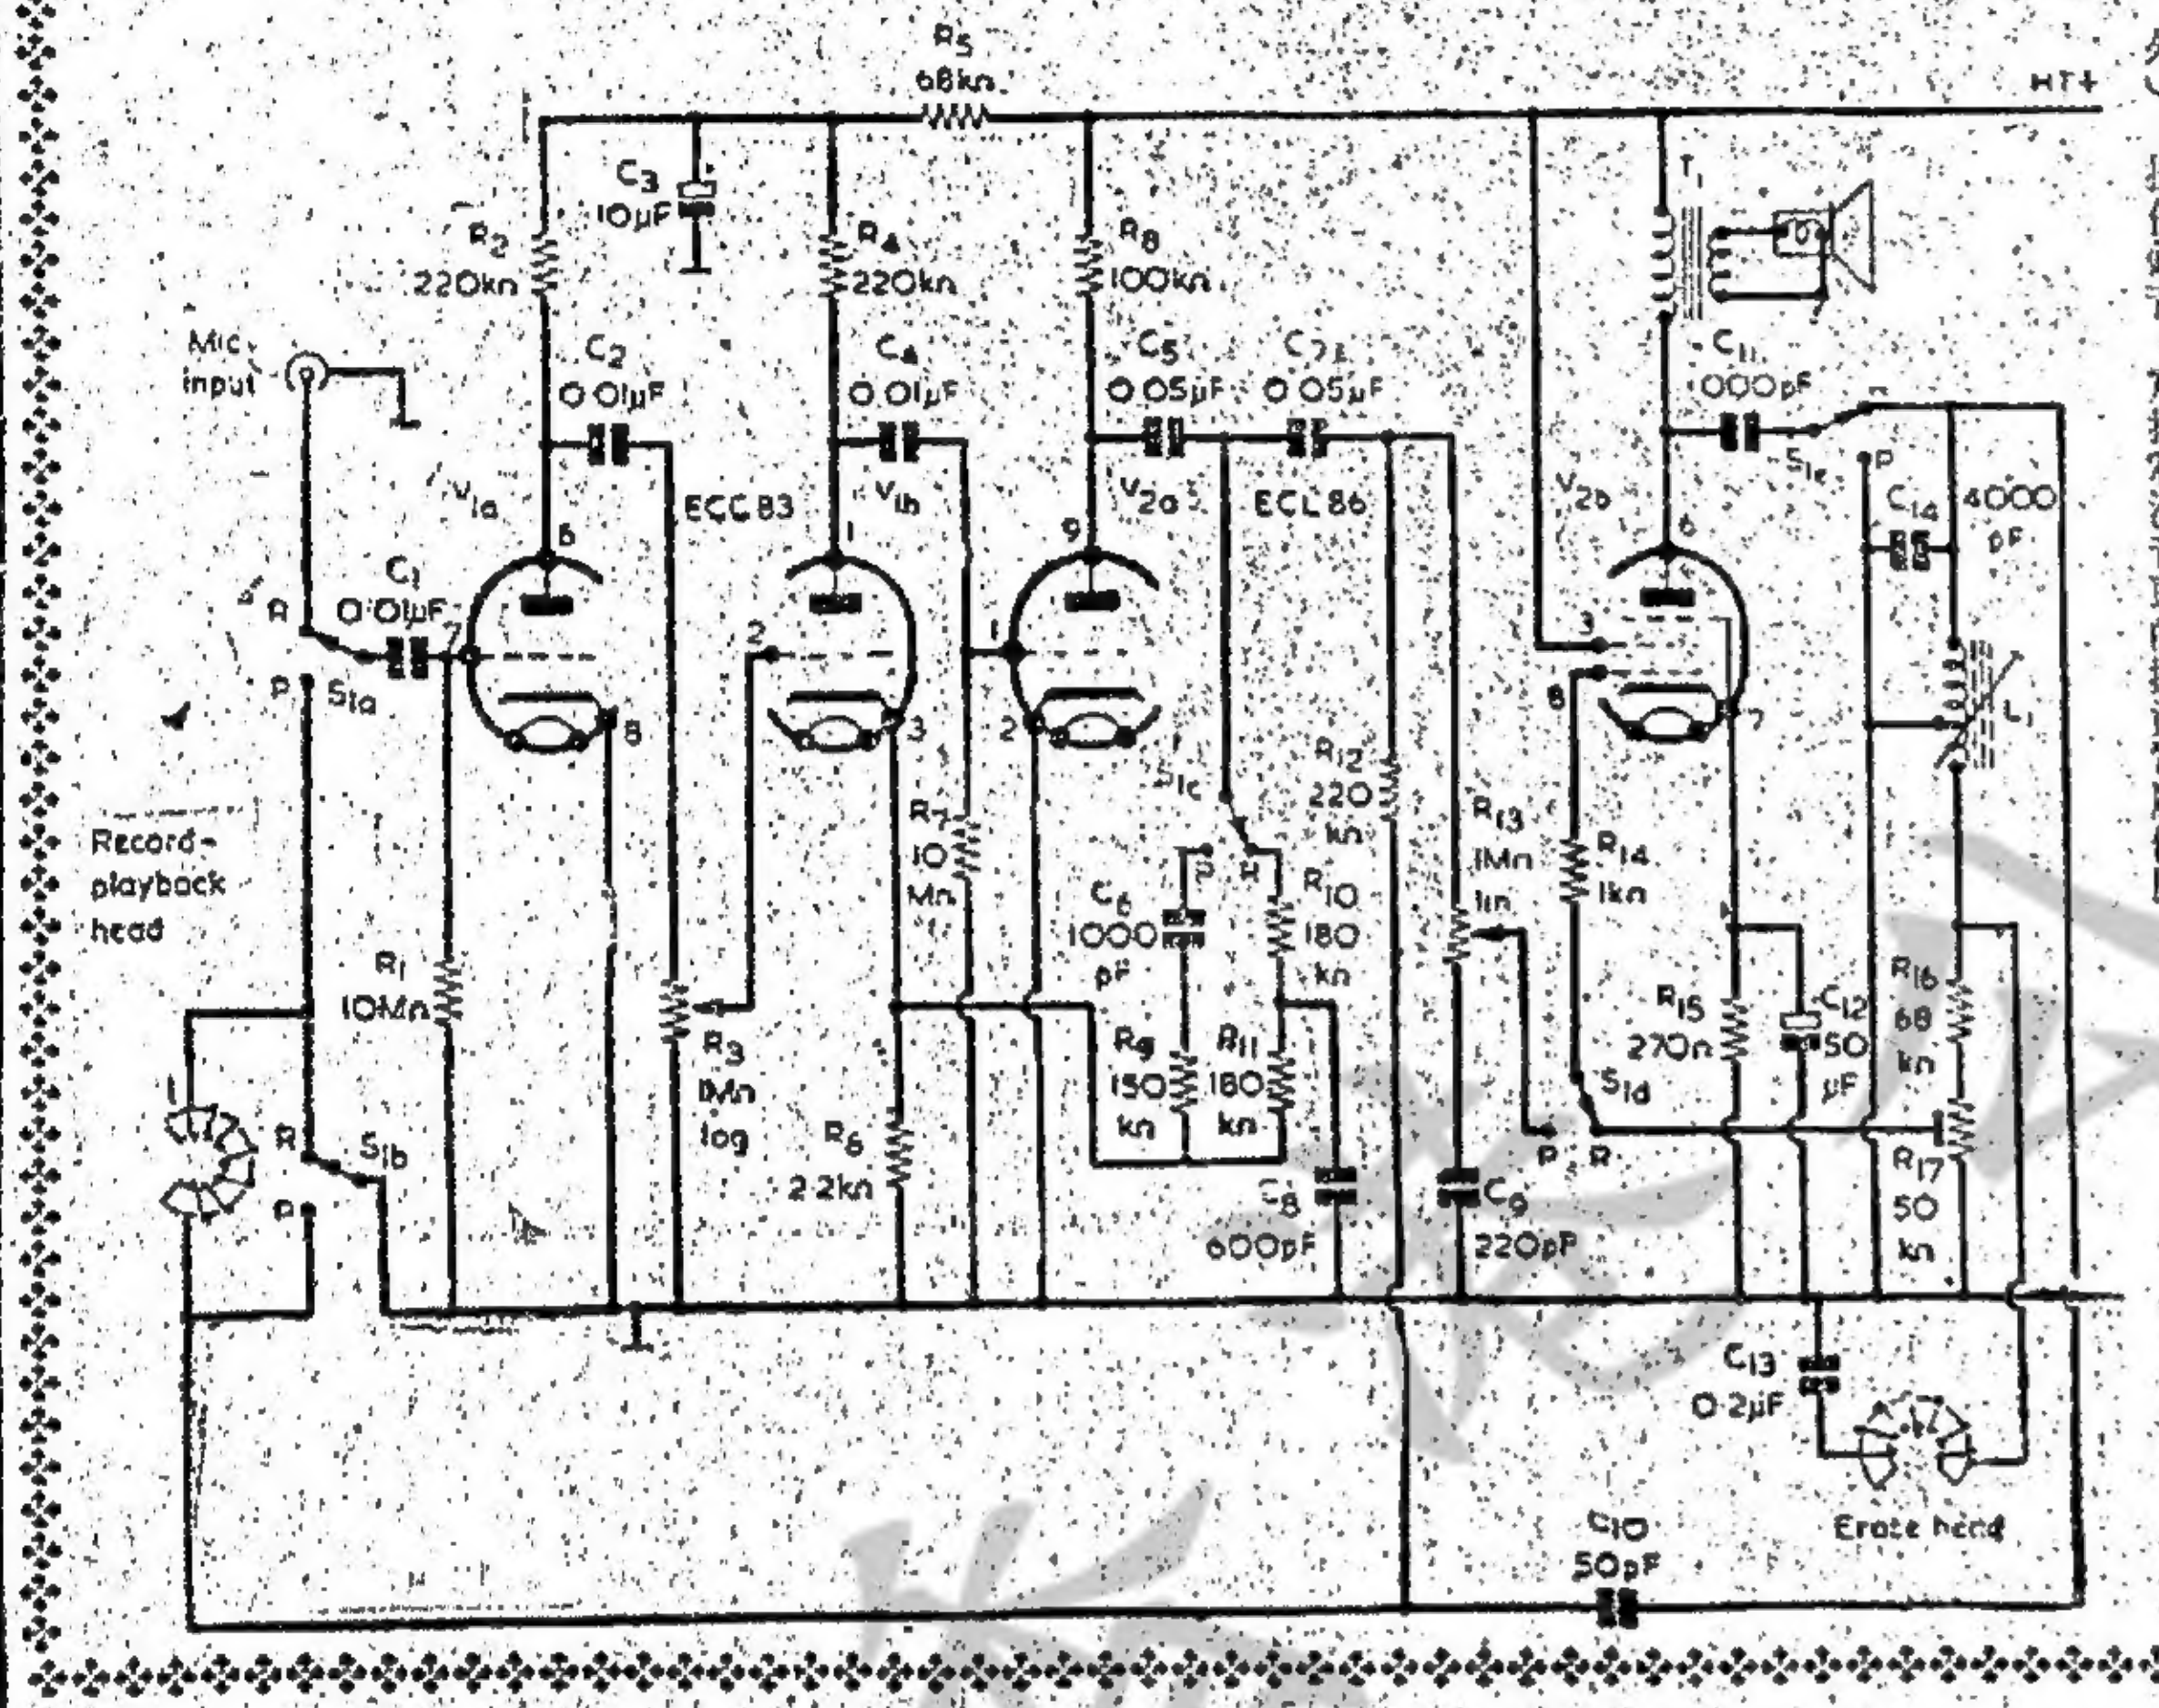 R5
68kΩ
HT+
C3
10µF
T1
R2
220kΩ
R4
220kΩ
R8
100kΩ
Mic
input
C2
0.01µF
C4
0.01µF
C5
0.05µF
C7
0.05µF
C11
S1e
P
V1a
ECC83
V1b
V2a
ECL86
V2b
C14
4000
pF
6
1
9
6
C1
0.01µF
R
7
2
1
3
P
S1a
8
3
2
8
7
L1
S1c
R12
220
kΩ
Record-
playback
head
R7
10
MΩ
P
R
R13
1MΩ
lin
R14
1kΩ
C6
1000
pF
R10
180
kΩ
R1
10MΩ
R3
1MΩ
log
R9
150
kΩ
R11
180
kΩ
R15
270Ω
C12
50
µF
R16
68
kΩ
S1d
P
R
R
S1b
P
R6
2.2kΩ
C8
600pF
C9
220pF
R17
50
kΩ
C13
0.2µF
C10
50pF
Erase head